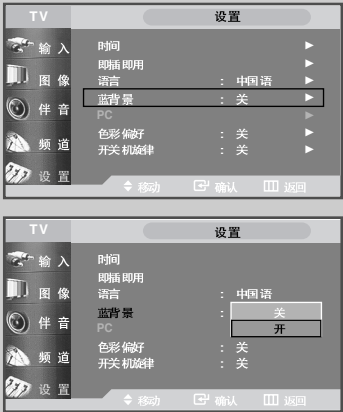 TV 设置
输 入 时间 ▶
即插即用 ▶
图 像 语言 : 中国语 ▶
蓝背景 : 关 ▶
伴 音 PC ▶
频 道 色彩偏好 : 关 ▶
开关机旋律 : 关 ▶
设 置
移动 确认 返回
TV 设置
输 入 时间
即插即用
图 像 语言 : 中国语
蓝背景 : 关
伴 音 PC 开
频 道 色彩偏好 : 关
开关机旋律 : 关
设 置
移动 确认 返回